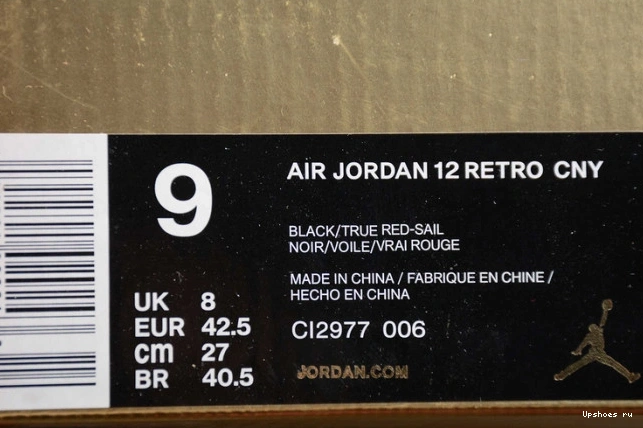 9
AIR JORDAN 12 RETRO CNY
BLACK/TRUE RED-SAIL
NOIR/VOILE/VRAI ROUGE
MADE IN CHINA / FABRIQUE EN CHINE /
HECHO EN CHINA
UK 8
EUR 42.5
cm 27
BR 40.5
CI2977 006
JORDAN.COM
Upshoes ru